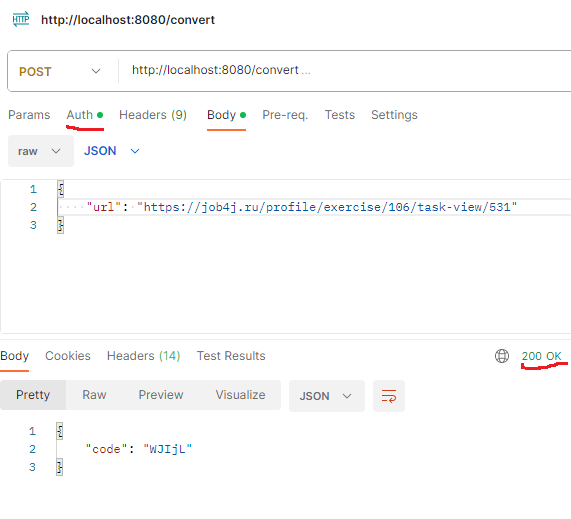 HTTP http://localhost:8080/convert
POST http://localhost:8080/convert ...
Params Auth Headers (9) Body Pre-req. Tests Settings
raw JSON
1 {
2 "url": "https://job4j.ru/profile/exercise/106/task-view/531"
3 }
Body Cookies Headers (14) Test Results 200 OK
Pretty Raw Preview Visualize JSON
1 {
2 "code": "WJIjL"
3 }